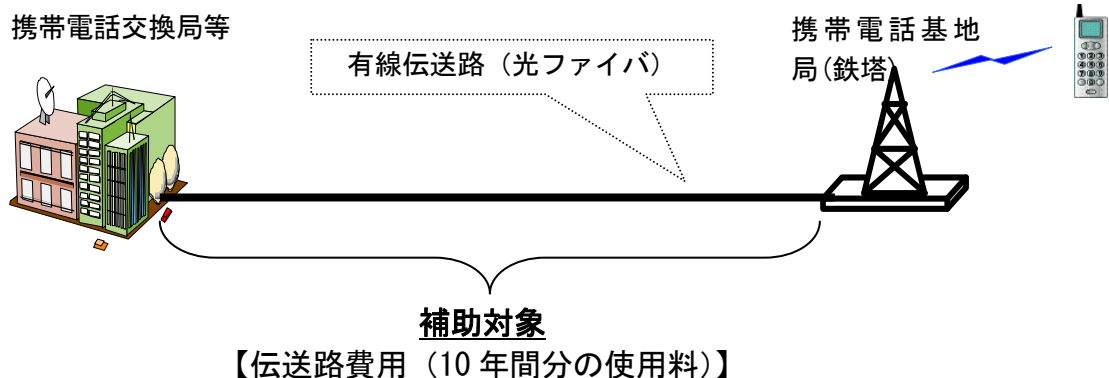 携帯電話交換局等
有線伝送路（光ファイバ）
携帯電話基地
局(鉄塔)
補助対象
【伝送路費用（10 年間分の使用料）】